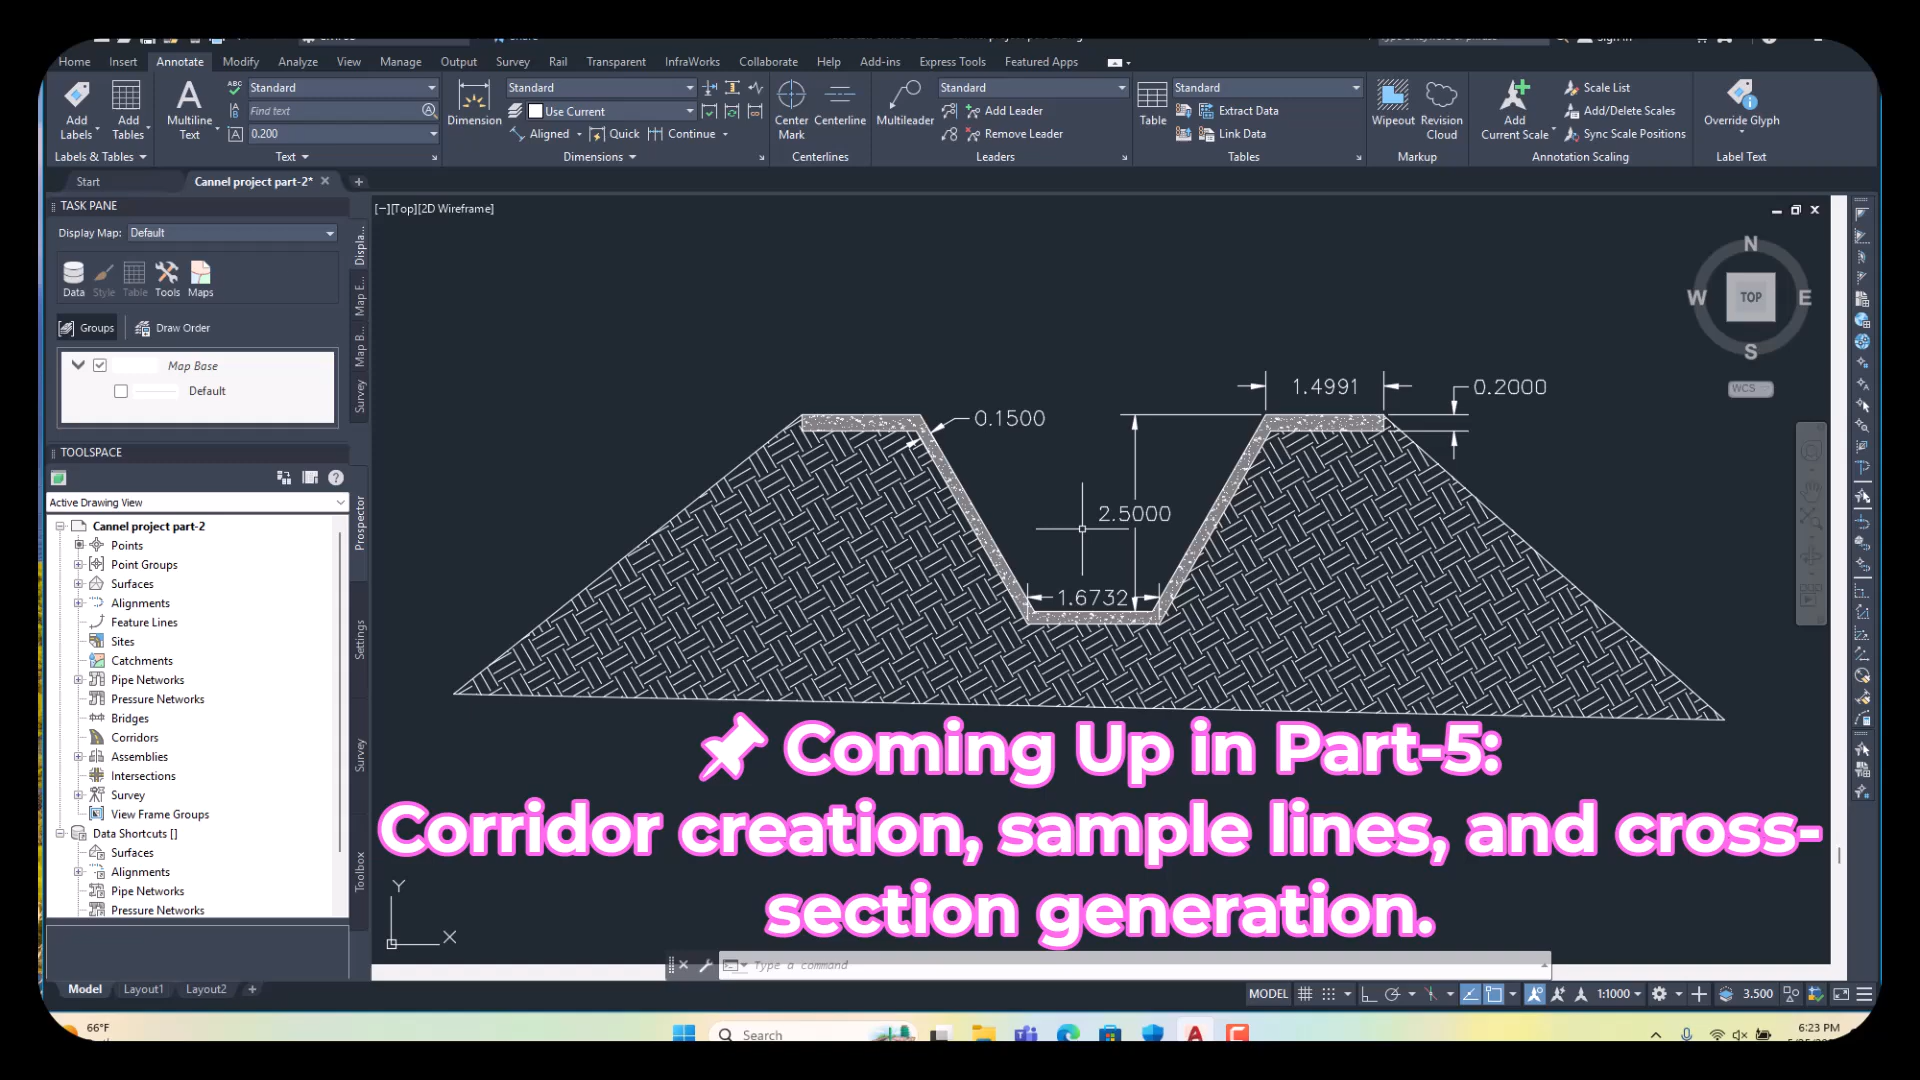 Home Insert Annotate Modify Analyze View Manage Output Survey Rail Transparent InfraWorks Collaborate Help Add-ins Express Tools Featured Apps
Add Labels
Add Tables
Labels & Tables
Multiline Text
ABC
Standard
Find text
0.200
Text
Dimension
Standard
Use Current
Aligned Quick Continue
Dimensions
Center Mark
Centerline
Centerlines
Multileader
Standard
Add Leader
Remove Leader
Leaders
Table
Standard
Extract Data
Link Data
Tables
Wipeout
Revision Cloud
Markup
Add Current Scale
Scale List
Add/Delete Scales
Sync Scale Positions
Annotation Scaling
Override Glyph
Label Text
Start
Cannel project part-2*
TASK PANE
Display Map: Default
Data Style Table Tools Maps
Groups Draw Order
Map Base
Default
Displa...
Map E...
Map B...
Survey
TOOLSPACE
Active Drawing View
Cannel project part-2
Points
Point Groups
Surfaces
Alignments
Feature Lines
Sites
Catchments
Pipe Networks
Pressure Networks
Bridges
Corridors
Assemblies
Intersections
Survey
View Frame Groups
Data Shortcuts []
Surfaces
Alignments
Pipe Networks
Pressure Networks
Prospector
Settings
Survey
Toolbox
[−][Top][2D Wireframe]
N
W TOP E
S
WCS
1.4991
0.2000
0.1500
2.5000
1.6732
Coming Up in Part-5:
Corridor creation, sample lines, and cross-
section generation.
Y
X
Type a command
Model Layout1 Layout2
MODEL 1:1000 3.500
66°F
Search
6:23 PM